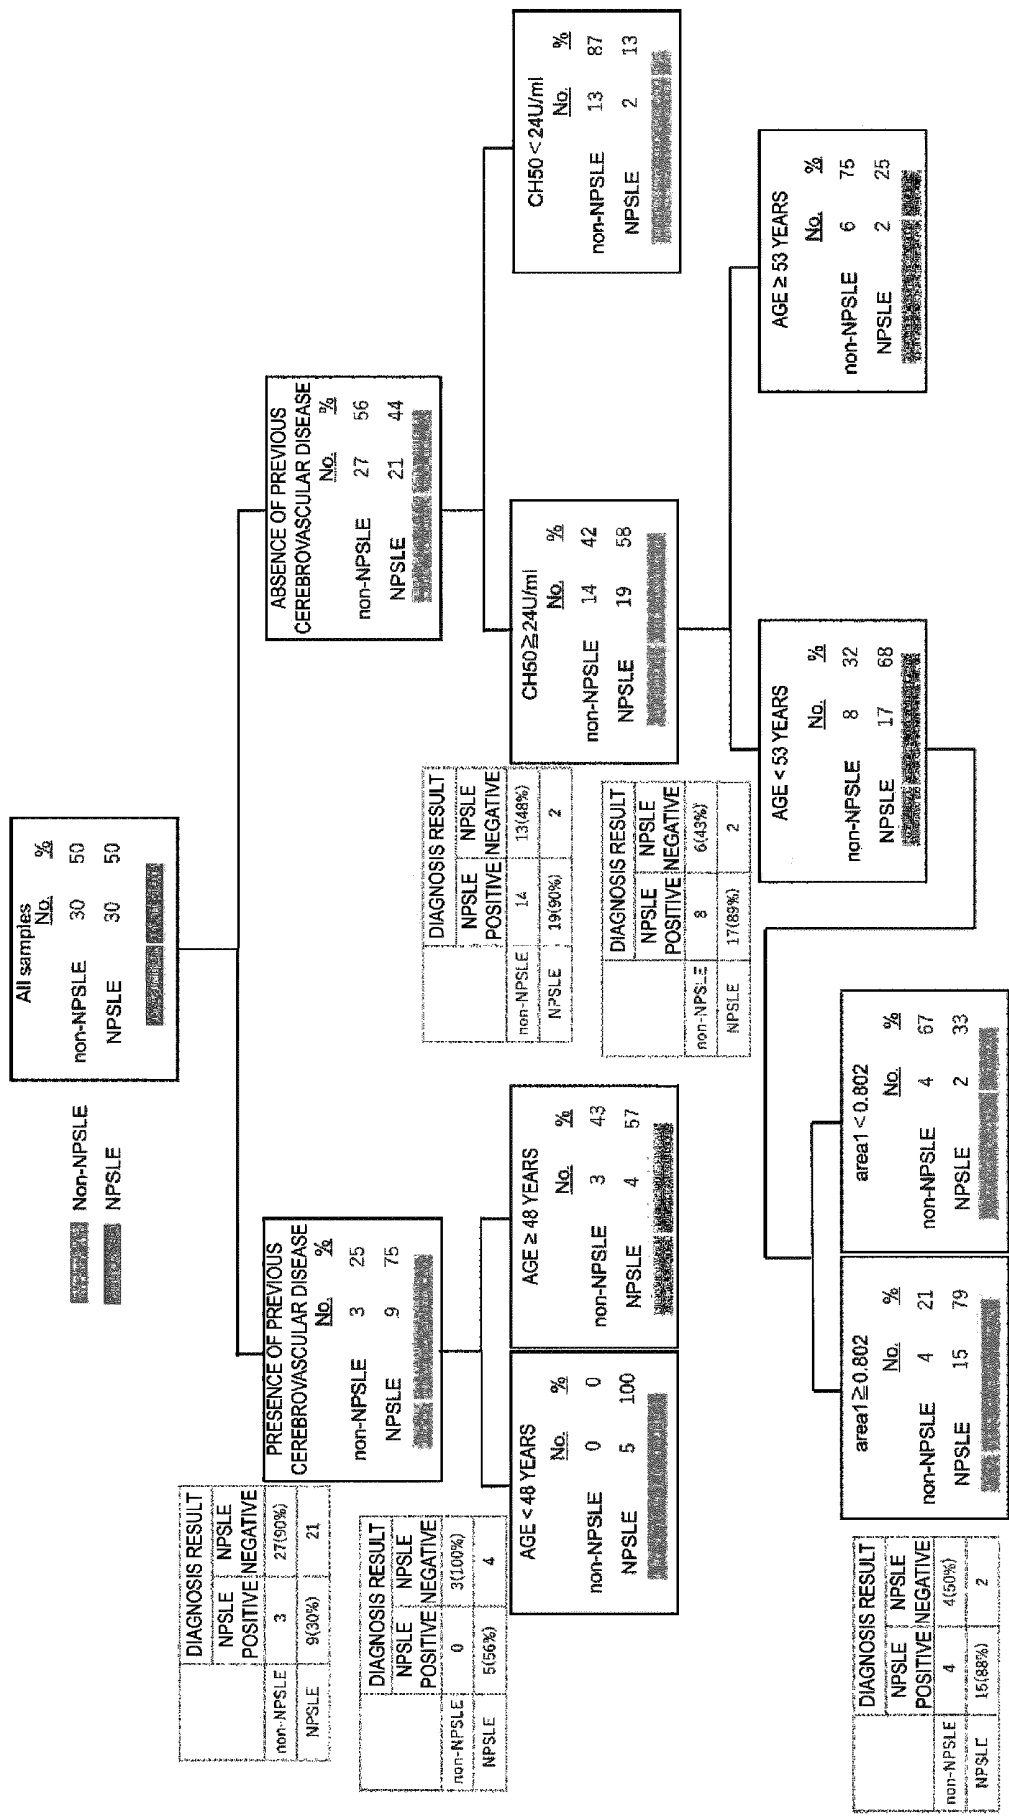 All samples
No. %
non-NPSLE 30 50
NPSLE 30 50
Non-NPSLE
NPSLE
DIAGNOSIS RESULT
NPSLE POSITIVE NPSLE NEGATIVE
non-NPSLE 3 27(90%)
NPSLE 9(30%) 21
PRESENCE OF PREVIOUS
CEREBROVASCULAR DISEASE
No. %
non-NPSLE 3 25
NPSLE 9 75
ABSENCE OF PREVIOUS
CEREBROVASCULAR DISEASE
No. %
non-NPSLE 27 56
NPSLE 21 44
DIAGNOSIS RESULT
NPSLE POSITIVE NPSLE NEGATIVE
non-NPSLE 0 3(100%)
NPSLE 5(56%) 4
AGE < 48 YEARS
No. %
non-NPSLE 0 0
NPSLE 5 100
AGE ≥ 48 YEARS
No. %
non-NPSLE 3 43
NPSLE 4 57
DIAGNOSIS RESULT
NPSLE POSITIVE NPSLE NEGATIVE
non-NPSLE 14 13(48%)
NPSLE 19(90%) 2
CH50≧24U/ml
No. %
non-NPSLE 14 42
NPSLE 19 58
CH50<24U/ml
No. %
non-NPSLE 13 87
NPSLE 2 13
DIAGNOSIS RESULT
NPSLE POSITIVE NPSLE NEGATIVE
non-NPSLE 8 6(43%)
NPSLE 17(89%) 2
AGE < 53 YEARS
No. %
non-NPSLE 8 32
NPSLE 17 68
AGE ≥ 53 YEARS
No. %
non-NPSLE 6 75
NPSLE 2 25
DIAGNOSIS RESULT
NPSLE POSITIVE NPSLE NEGATIVE
non-NPSLE 4 4(50%)
NPSLE 15(88%) 2
area1≧0.802
No. %
non-NPSLE 4 21
NPSLE 15 79
area1<0.802
No. %
non-NPSLE 4 67
NPSLE 2 33